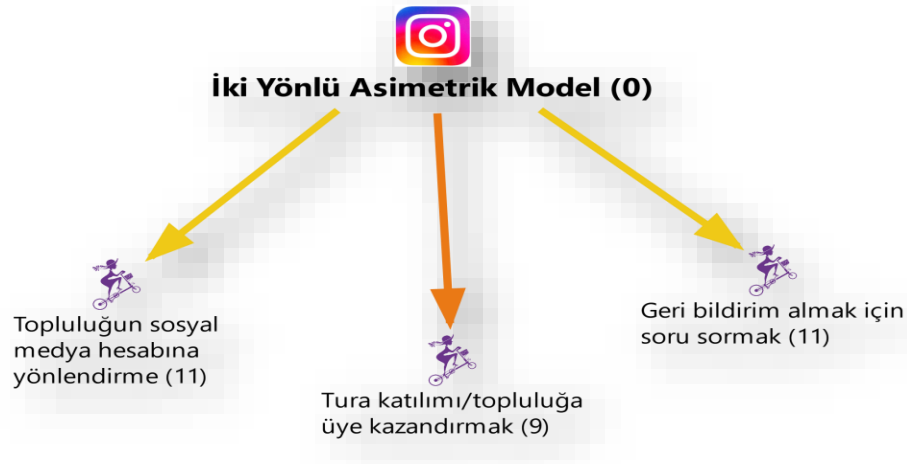 İki Yönlü Asimetrik Model (0)
Topluluğun sosyal
medya hesabına
yönlendirme (11)
Tura katılımı/topluluğa
üye kazandırmak (9)
Geri bildirim almak için
soru sormak (11)